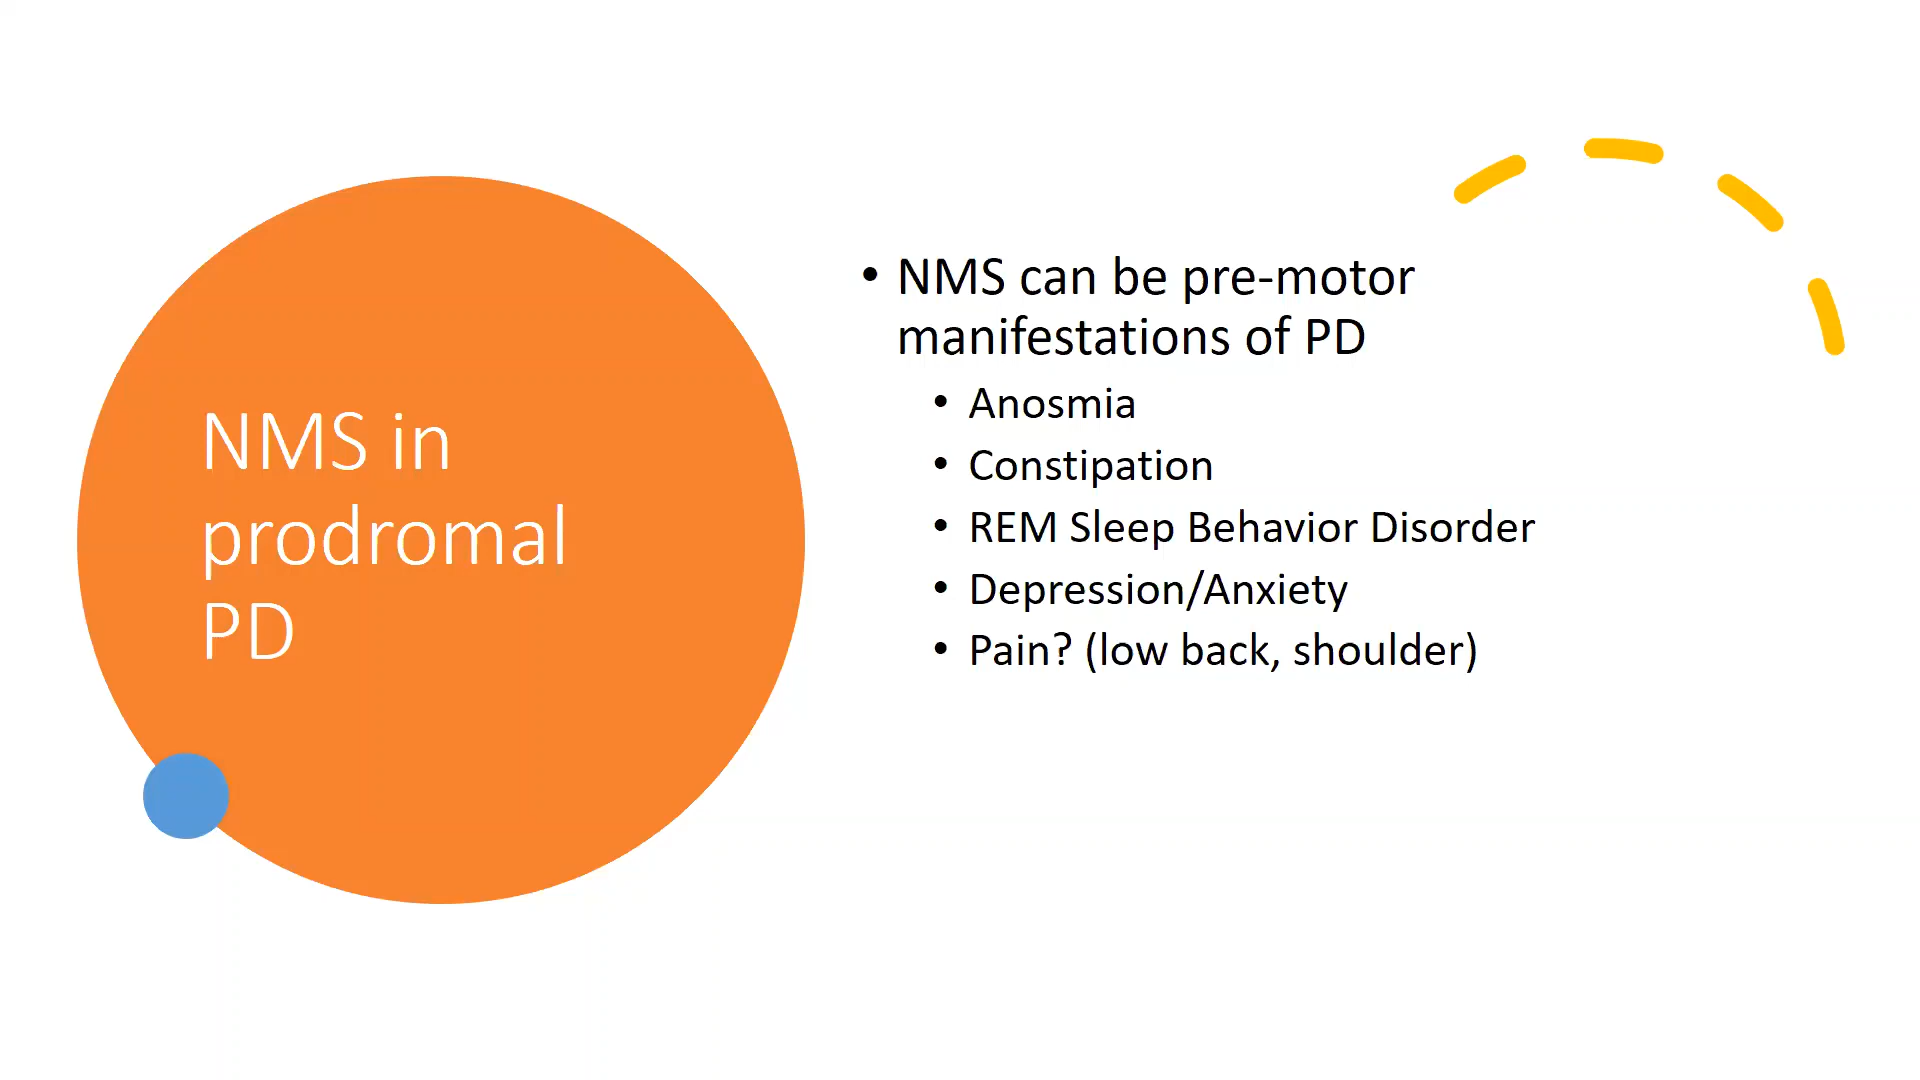 NMS in
prodromal
PD
• NMS can be pre-motor
manifestations of PD
• Anosmia
• Constipation
• REM Sleep Behavior Disorder
• Depression/Anxiety
• Pain? (low back, shoulder)